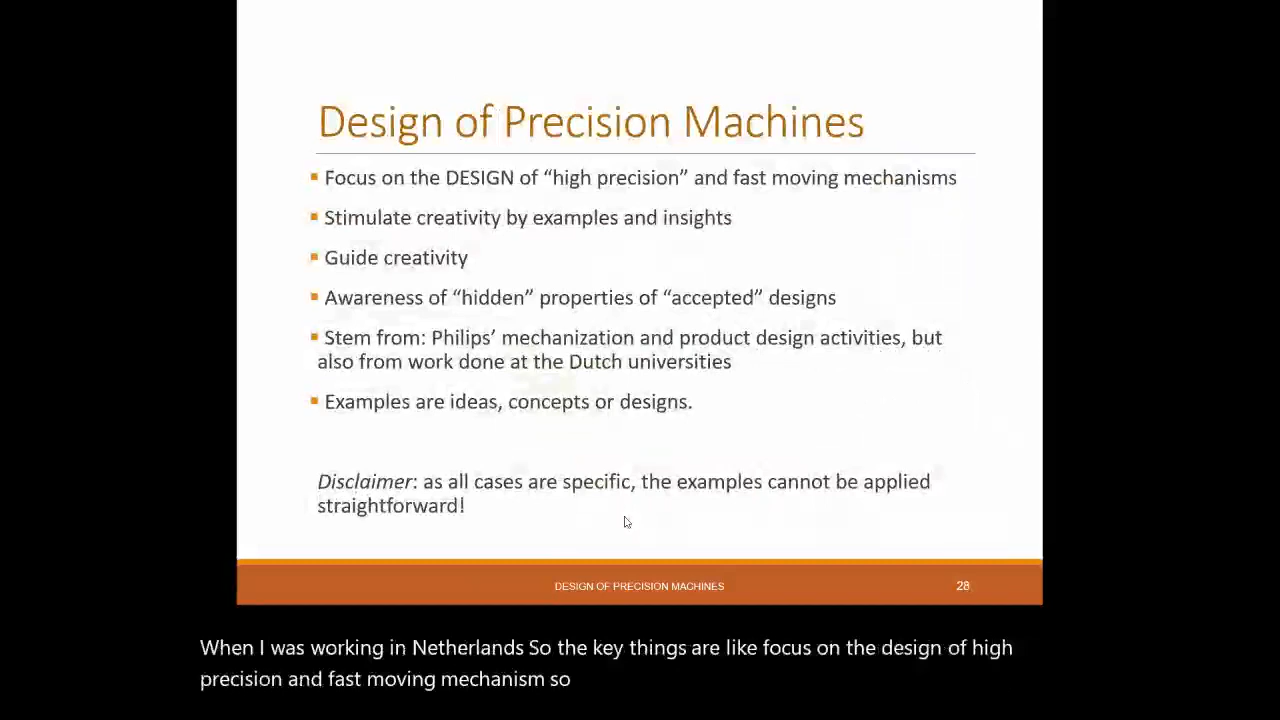 Design of Precision Machines
Focus on the DESIGN of “high precision” and fast moving mechanisms
Stimulate creativity by examples and insights
Guide creativity
Awareness of “hidden” properties of “accepted” designs
Stem from: Philips’ mechanization and product design activities, but
also from work done at the Dutch universities
Examples are ideas, concepts or designs.
Disclaimer: as all cases are specific, the examples cannot be applied
straightforward!
DESIGN OF PRECISION MACHINES
28
When I was working in Netherlands So the key things are like focus on the design of high
precision and fast moving mechanism so